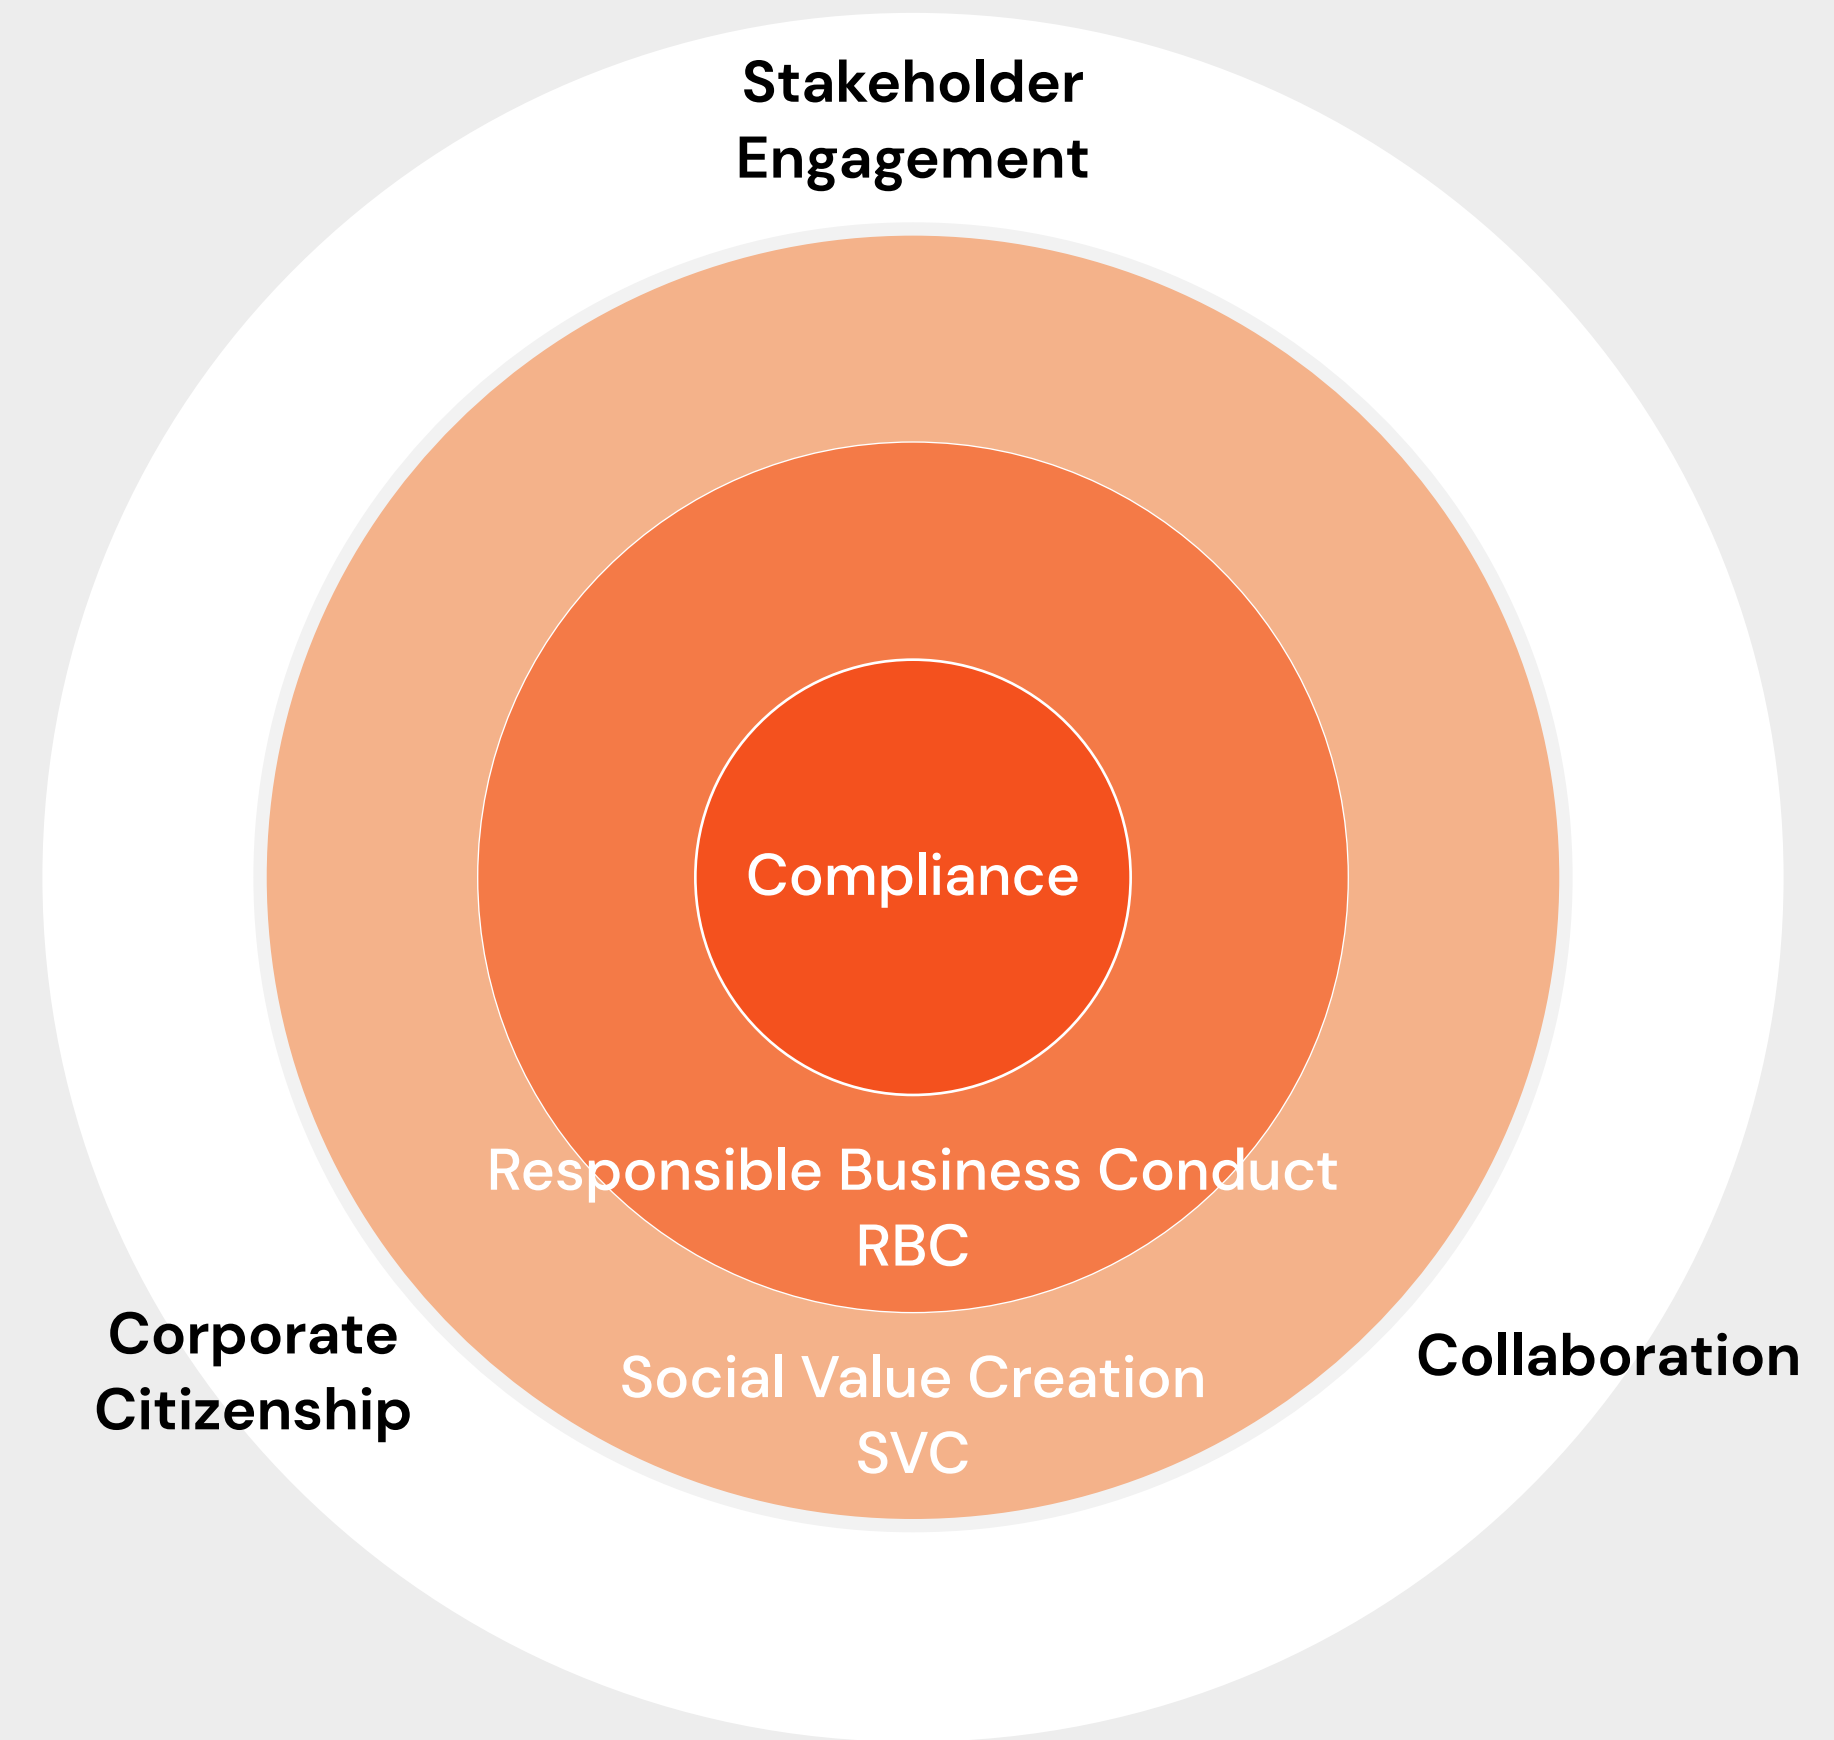 Stakeholder
Engagement
Compliance
Responsible Business Conduct
RBC
Corporate
Citizenship
Collaboration
Social Value Creation
SVC